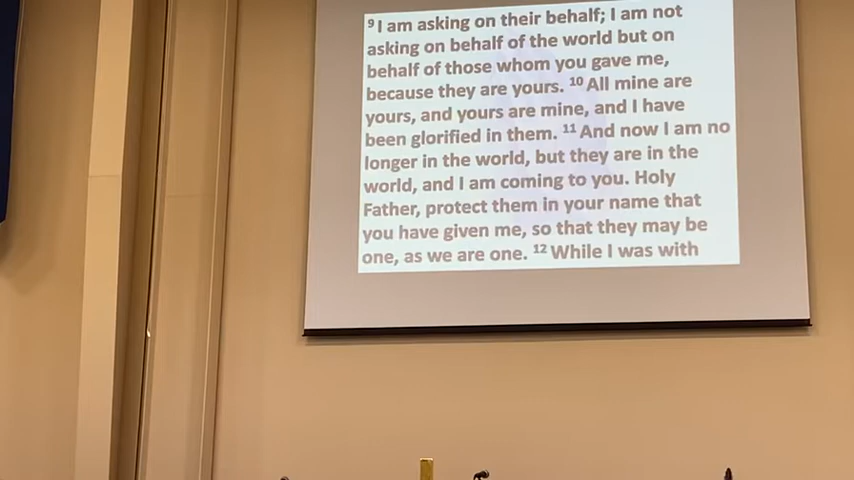 ⁹ I am asking on their behalf; I am not
asking on behalf of the world but on
behalf of those whom you gave me,
because they are yours. ¹⁰ All mine are
yours, and yours are mine, and I have
been glorified in them. ¹¹ And now I am no
longer in the world, but they are in the
world, and I am coming to you. Holy
Father, protect them in your name that
you have given me, so that they may be
one, as we are one. ¹² While I was with